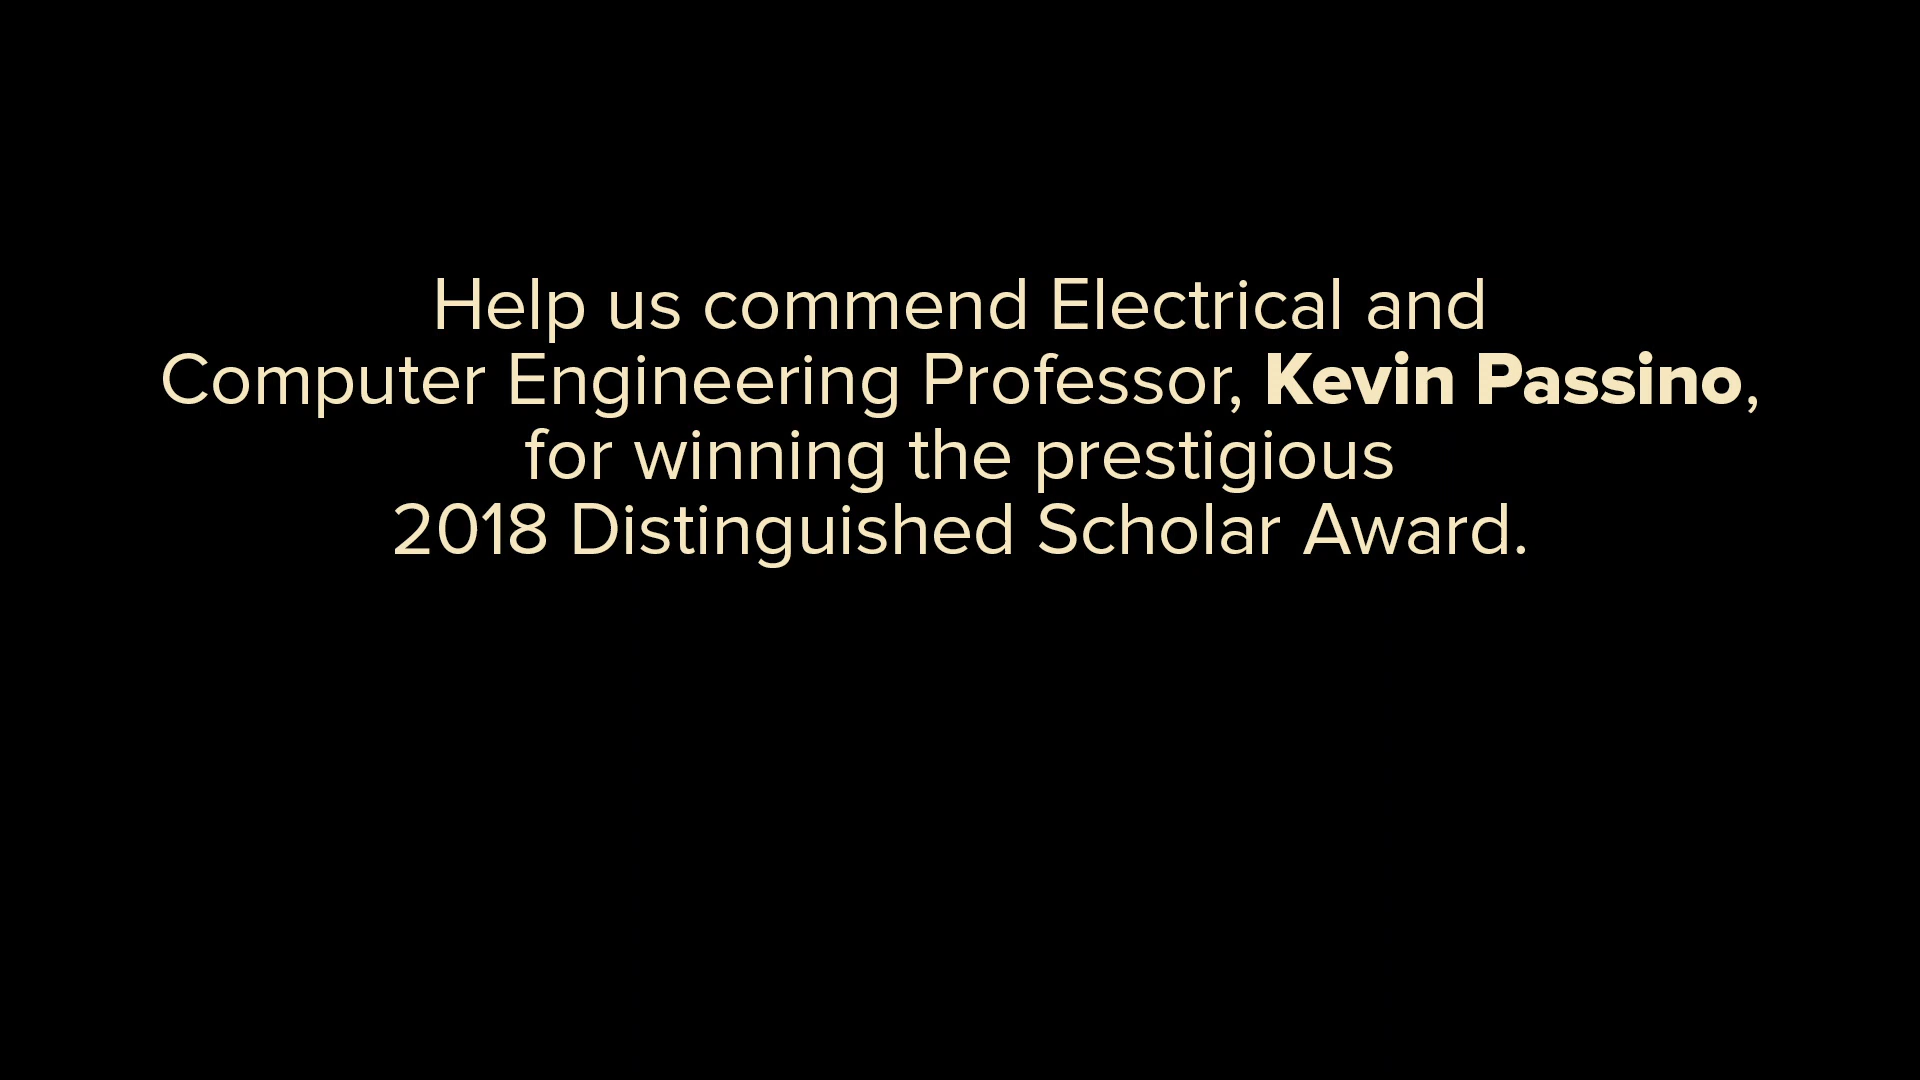 Help us commend Electrical and
Computer Engineering Professor, Kevin Passino,
for winning the prestigious
2018 Distinguished Scholar Award.